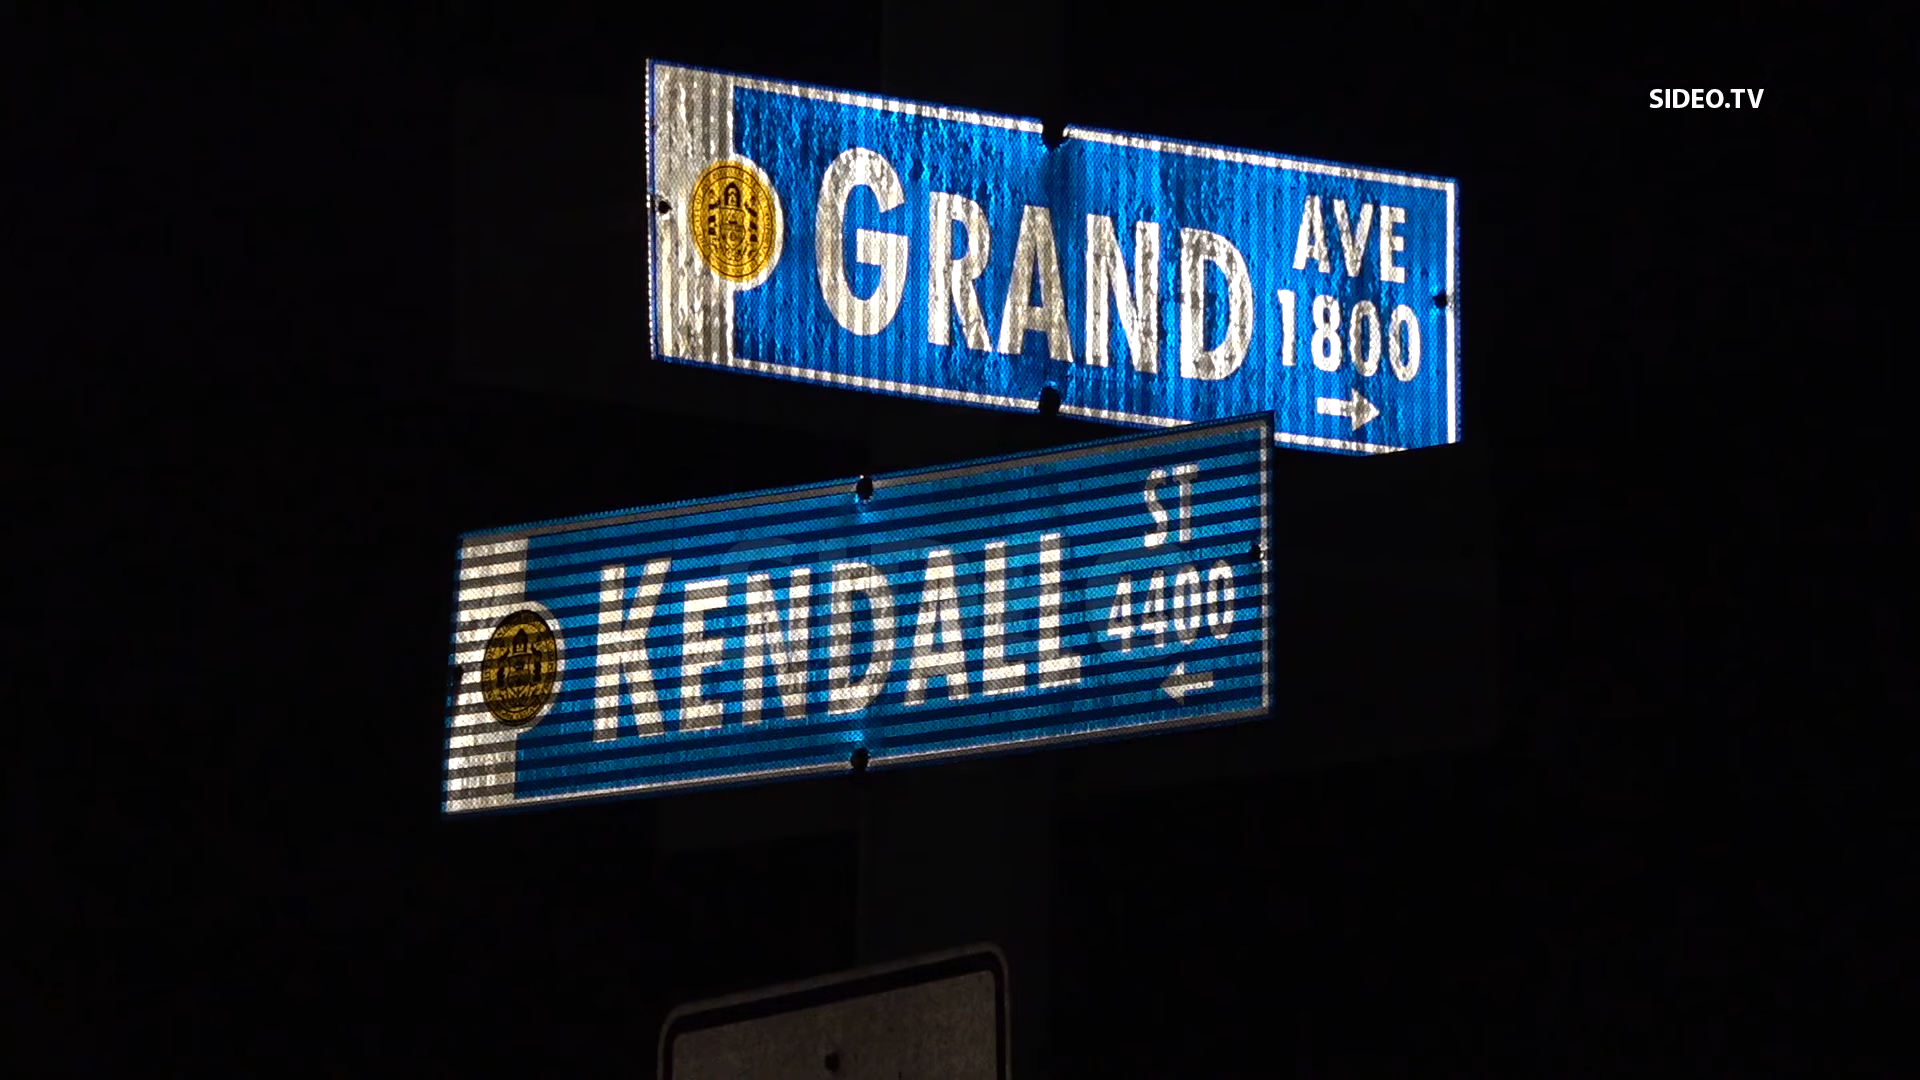 SIDEO.TV
GRAND AVE
1800
→
KENDALL ST
4400
←